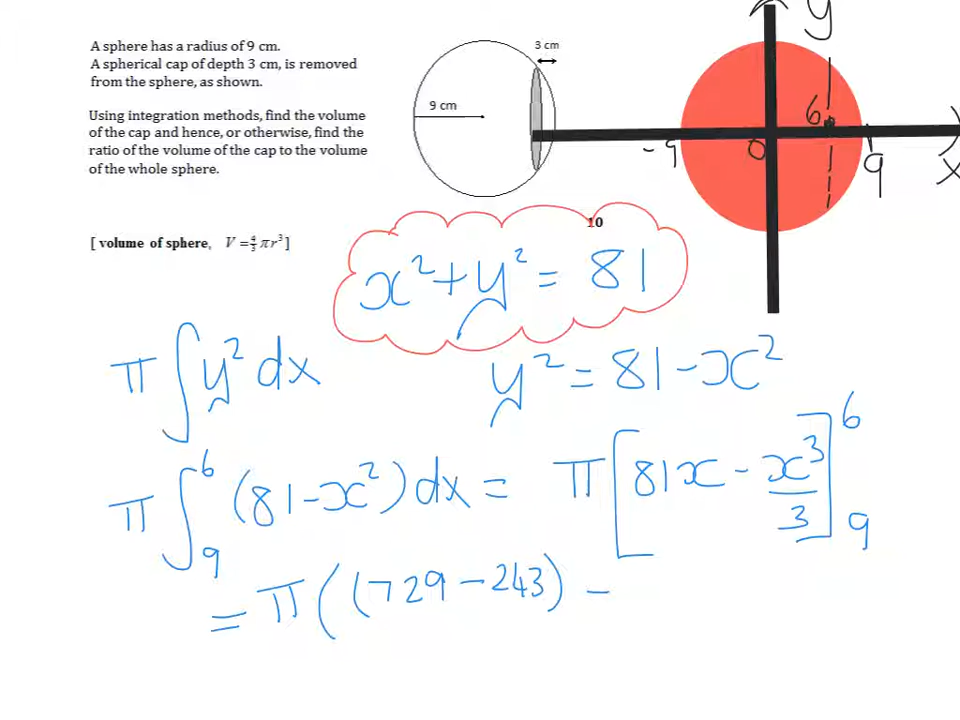 A sphere has a radius of 9 cm.
A spherical cap of depth 3 cm, is removed
from the sphere, as shown.
Using integration methods, find the volume
of the cap and hence, or otherwise, find the
ratio of the volume of the cap to the volume
of the whole sphere.
[ volume of sphere, V = 4/3 πr³ ]
9 cm
3 cm
10
y
6
-9
0
9
x
x² + y² = 81
π ∫ y² dx
y² = 81 - x²
π ∫₉⁶ (81 - x²) dx = π [81x - x³/3]₉⁶
= π ((729 - 243) -